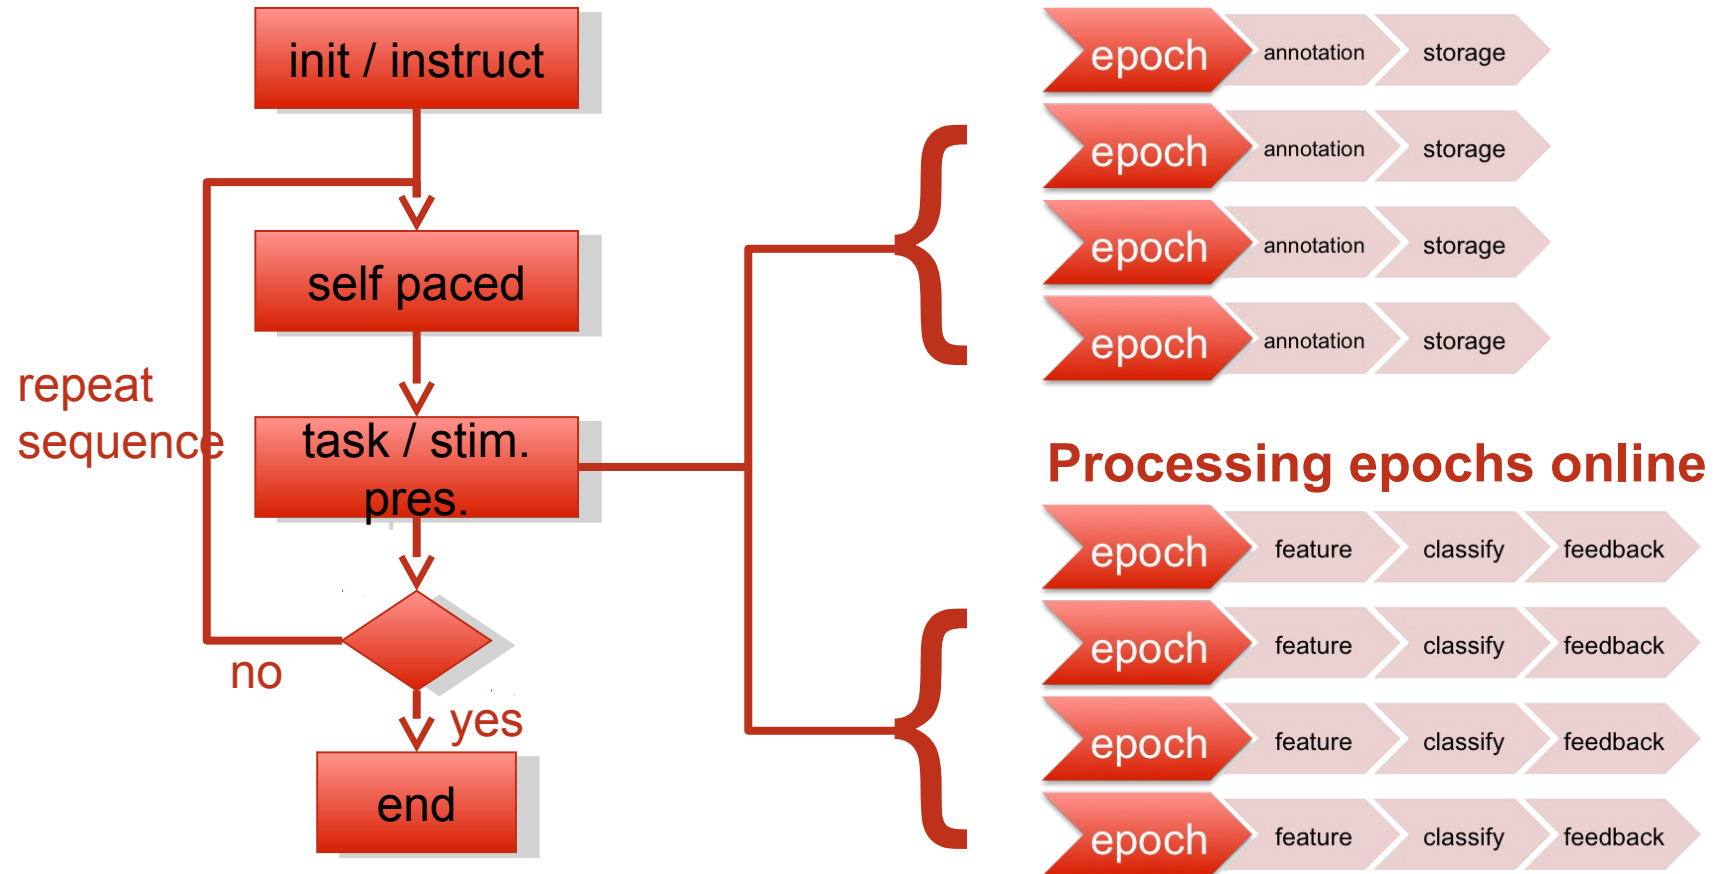 init / instruct
self paced
repeat
sequence
task / stim.
pres.
no
yes
end
epoch annotation storage
epoch annotation storage
epoch annotation storage
epoch annotation storage
Processing epochs online
epoch feature classify feedback
epoch feature classify feedback
epoch feature classify feedback
epoch feature classify feedback